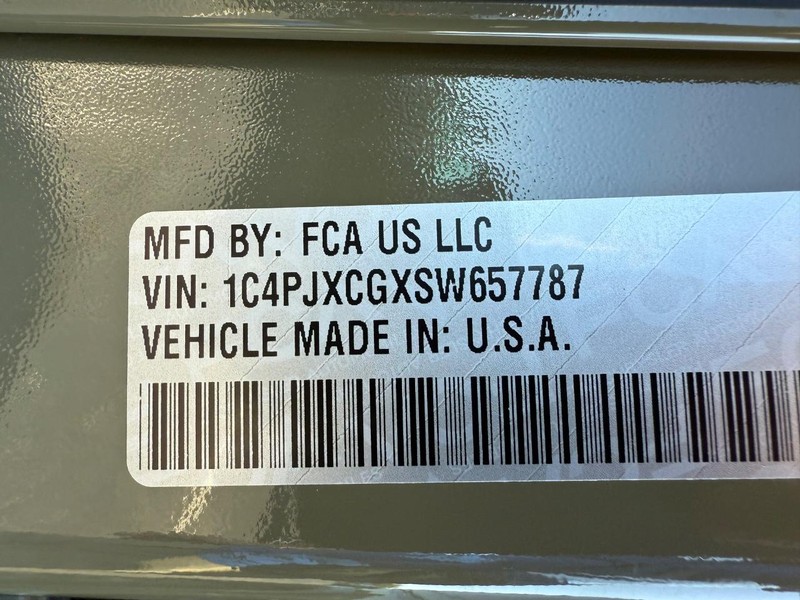 MFD BY: FCA US LLC
VIN: 1C4PJXCGXSW657787
VEHICLE MADE IN: U.S.A.